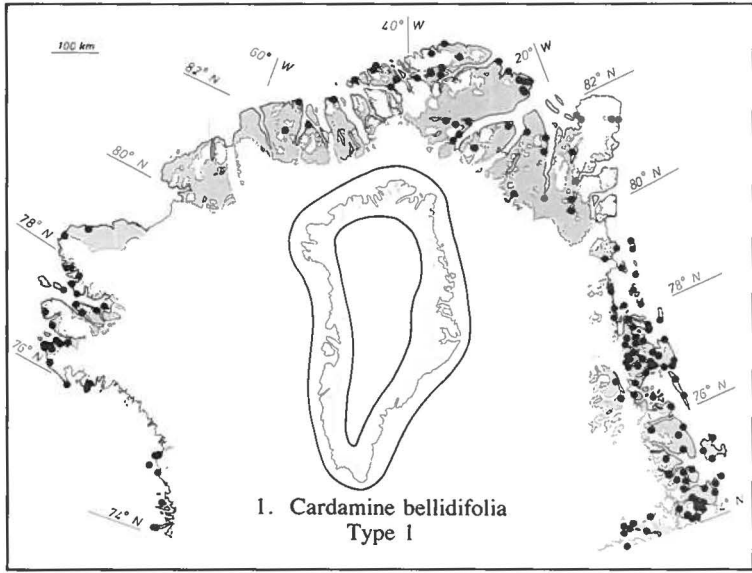 40° W
100 km
60° W
20° W
82° N
82° N
80° N
80° N
78° N
78° N
76° N
76° N
74° N
N
1. Cardamine bellidifolia
Type 1